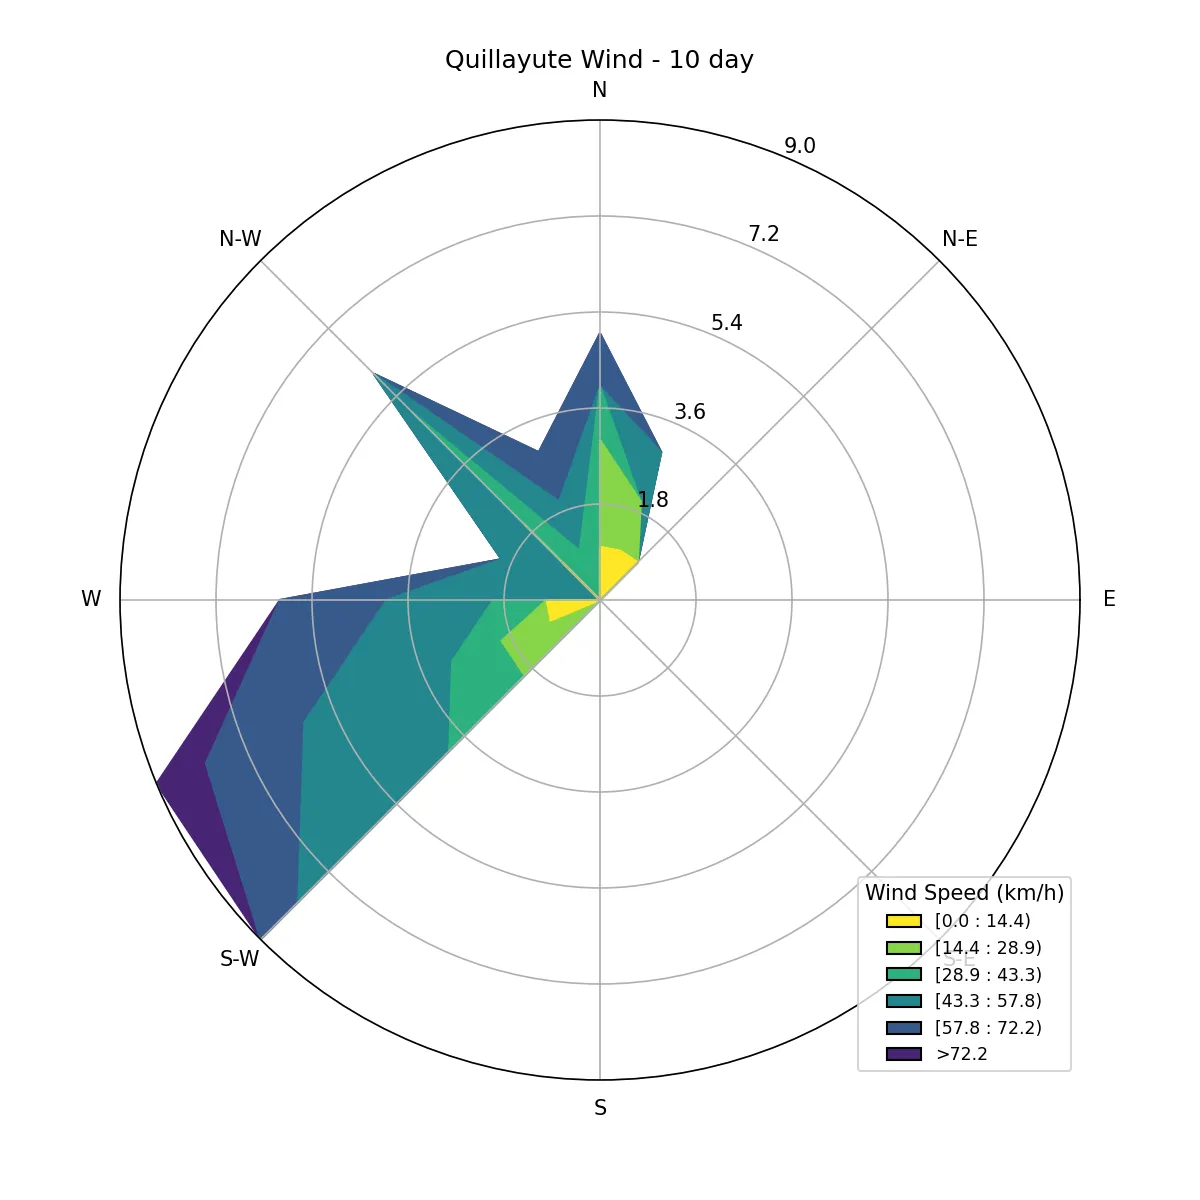 Quillayute Wind - 10 day
N
9.0
N-W
7.2
N-E
5.4
3.6
1.8
W
E
S-W
S-E
S
Wind Speed (km/h)
[0.0 : 14.4)
[14.4 : 28.9)
[28.9 : 43.3)
[43.3 : 57.8)
[57.8 : 72.2)
>72.2